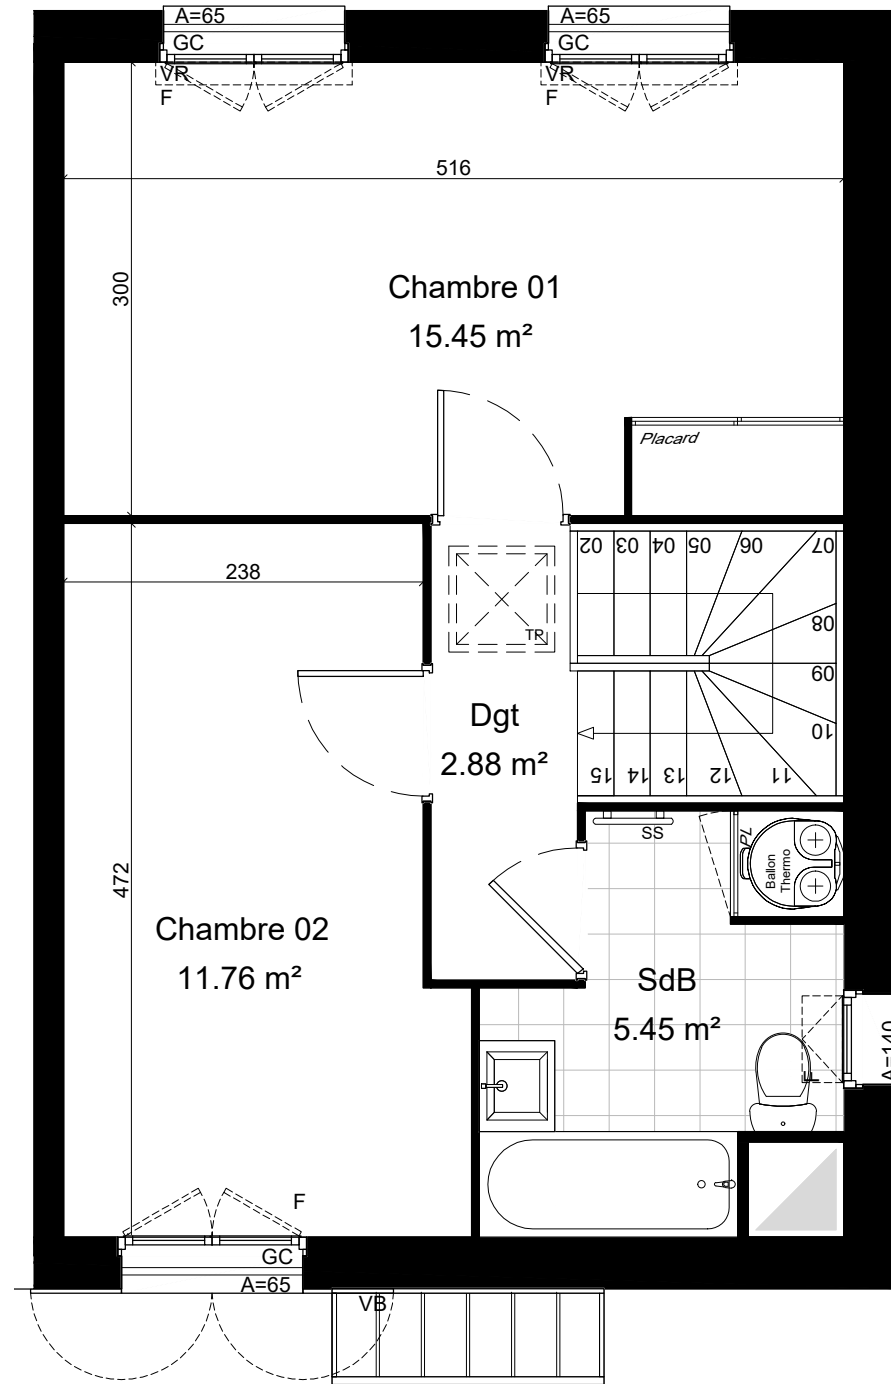 A=65
A=65
GC
GC
VR
VR
F
F
516
300
Chambre 01
15.45 m²
Placard
02 03 04 05 06 07
238
08
TP
09
Dgt
2.88 m²
10
15 14 13 12 11
SS
PL
Ballon
Thermo
472
Chambre 02
11.76 m²
SdB
5.45 m²
A=140
F
GC
A=65
VB